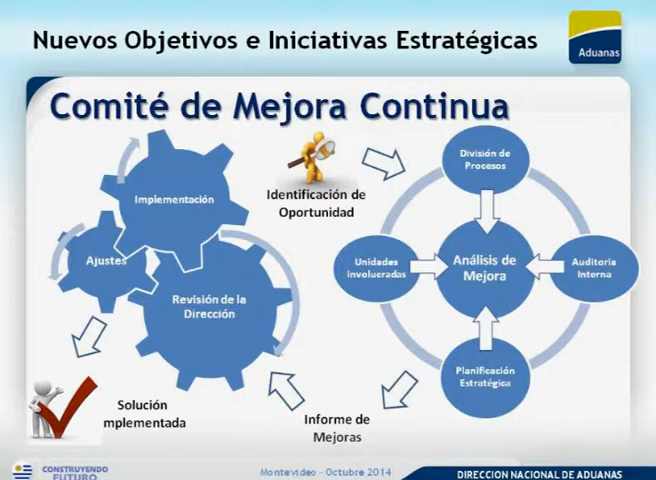 Nuevos Objetivos e Iniciativas Estratégicas
Aduanas
Comité de Mejora Continua
Implementación
Ajustes
Revisión de la
Dirección
Identificación de
Oportunidad
División de
Procesos
Unidades
involucradas
Análisis de
Mejora
Auditoria
Interna
Planificación
Estratégica
Solución
mplementada
Informe de
Mejoras
CONSTRUYENDO
FUTURO
Montevideo - Octubre 2014
DIRECCION NACIONAL DE ADUANAS